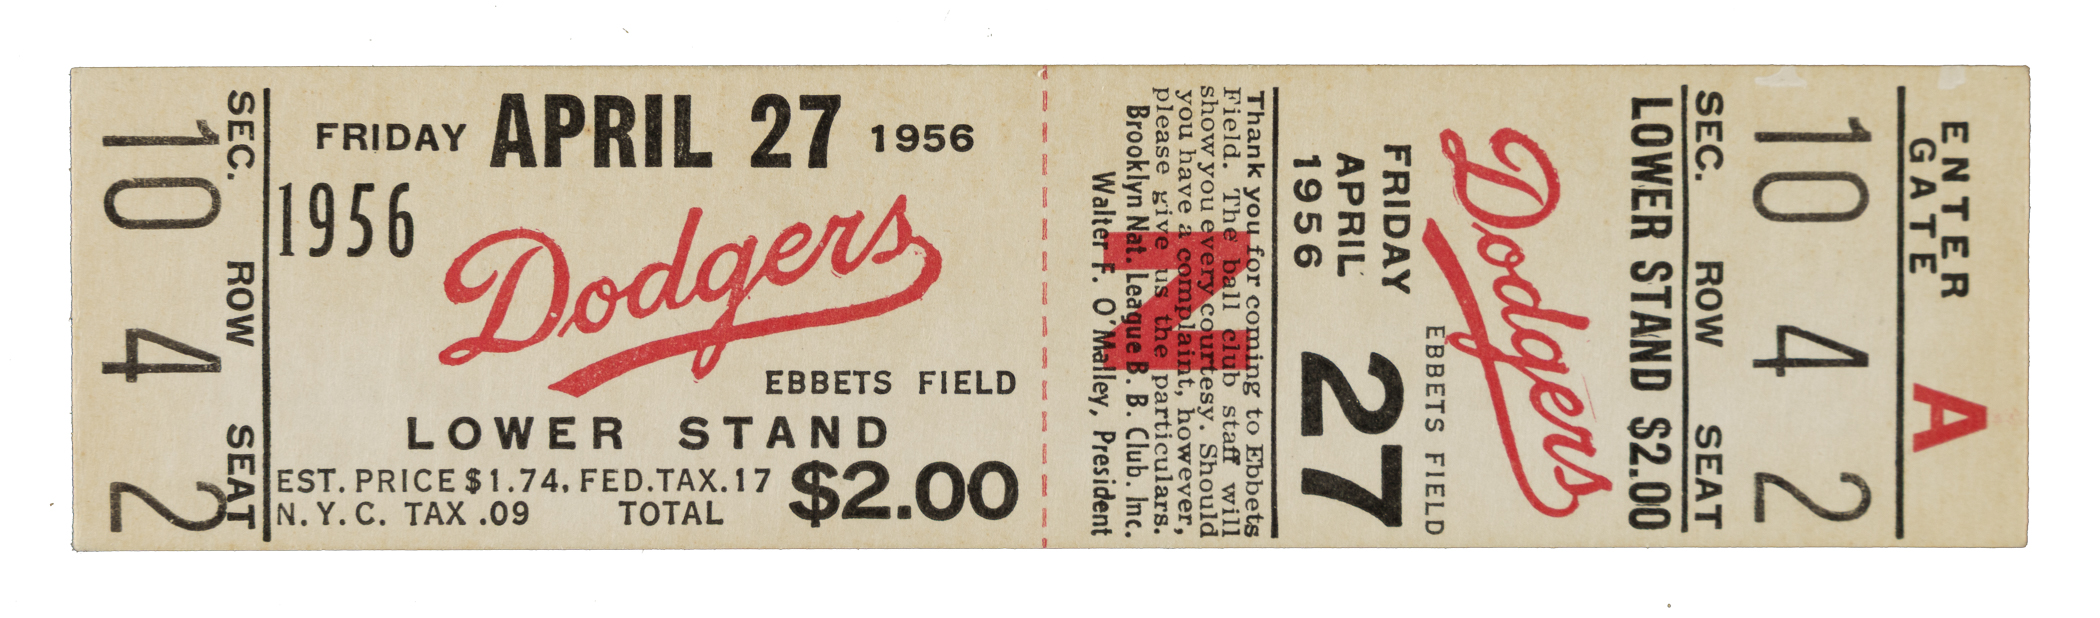 SEC. ROW SEAT
10 4 2
FRIDAY APRIL 27 1956
1956
Dodgers
EBBETS FIELD
LOWER STAND
EST. PRICE $1.74, FED. TAX .17
N.Y.C. TAX .09 TOTAL
$2.00
Thank you for coming to Ebbets
Field. The ball club staff will
show you every courtesy. Should
you have a complaint, however,
please give us the particulars.
Brooklyn Nat. League B. B. Club. Inc.
Walter F. O'Malley, President
N
FRIDAY
APRIL 27
1956
Dodgers
EBBETS FIELD
LOWER STAND $2.00
SEC. ROW SEAT
10 4 2
ENTER
GATE
A